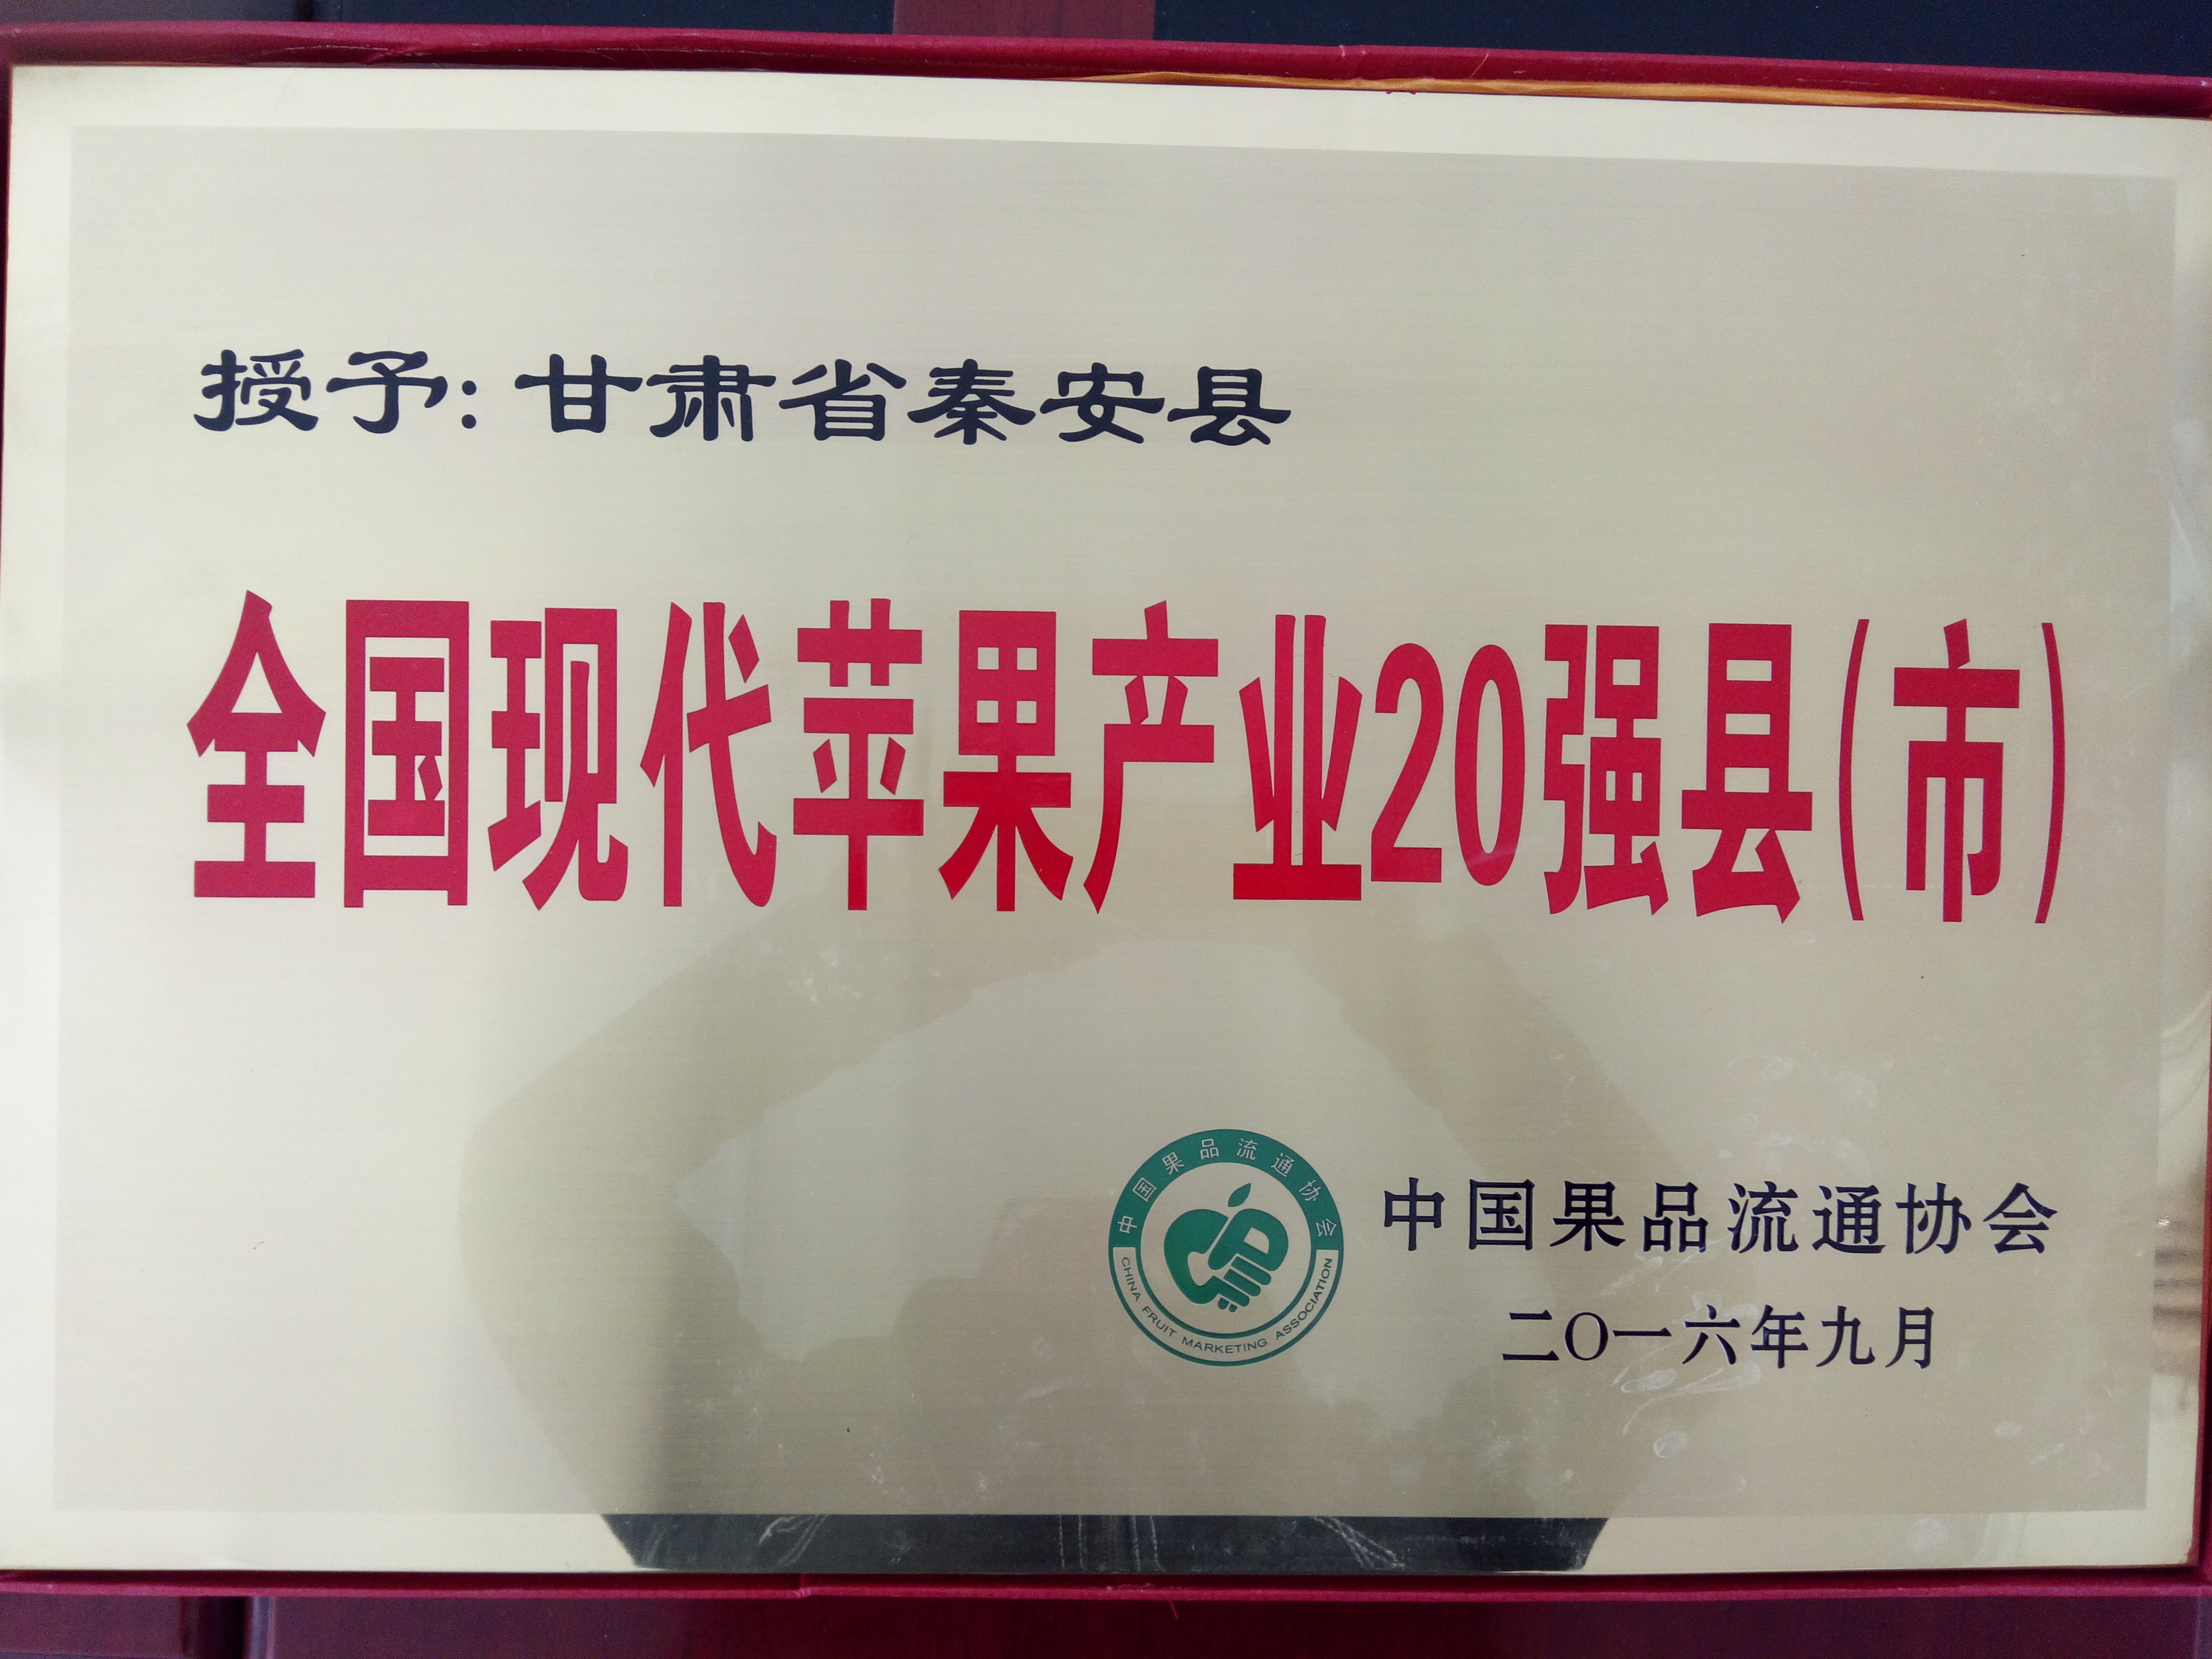 授予:甘肃省秦安县
全国现代苹果产业20强县(市)
中国果品流通协会
CHINA FRUIT MARKETING ASSOCIATION
中国果品流通协会
二〇一六年九月